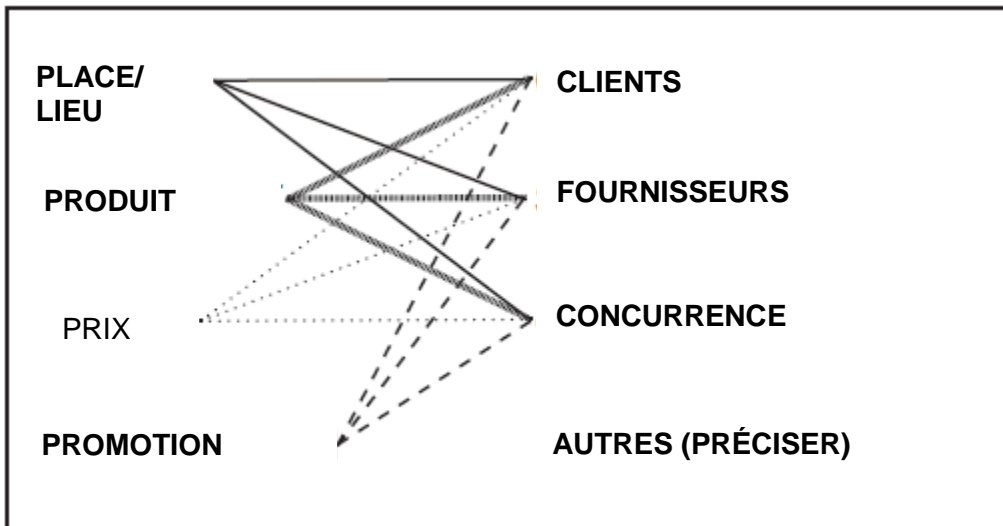 PLACE/
LIEU
CLIENTS
PRODUIT
FOURNISSEURS
PRIX
CONCURRENCE
PROMOTION
AUTRES (PRÉCISER)